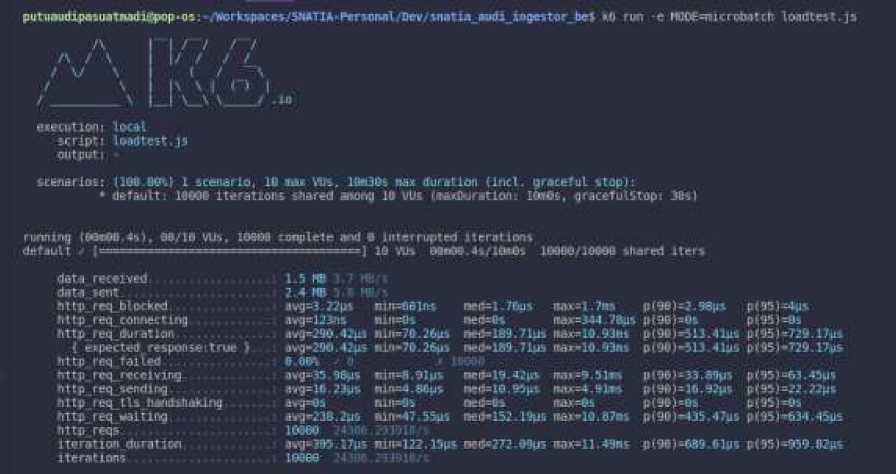 putuaudipasuatmadi@pop-os:~/Workspaces/SNATIA-Personal/Dev/snatia_audi_ingestor_be$ k6 run -e MODE=microbatch loadtest.js
.io
execution: local
script: loadtest.js
output: -
scenarios: (100.00%) 1 scenario, 10 max VUs, 10m30s max duration (incl. graceful stop):
* default: 10000 iterations shared among 10 VUs (maxDuration: 10m0s, gracefulStop: 30s)
running (00m00.4s), 00/10 VUs, 10000 complete and 0 interrupted iterations
default ✓ [======================================] 10 VUs 00m00.4s/10m0s 10000/10000 shared iters
data_received..................: 1.5 MB 3.7 MB/s
data_sent......................: 2.4 MB 5.8 MB/s
http_req_blocked...............: avg=3.22µs min=601ns med=1.76µs max=1.7ms p(90)=2.98µs p(95)=4µs
http_req_connecting............: avg=123ns min=0s med=0s max=344.78µs p(90)=0s p(95)=0s
http_req_duration..............: avg=290.42µs min=70.26µs med=189.71µs max=10.93ms p(90)=513.41µs p(95)=729.17µs
{ expected_response:true }...: avg=290.42µs min=70.26µs med=189.71µs max=10.93ms p(90)=513.41µs p(95)=729.17µs
http_req_failed................: 0.00% ✓ 0 ✗ 10000
http_req_receiving.............: avg=35.98µs min=8.91µs med=19.42µs max=9.51ms p(90)=33.89µs p(95)=63.45µs
http_req_sending...............: avg=16.23µs min=4.86µs med=10.95µs max=4.91ms p(90)=16.92µs p(95)=22.22µs
http_req_tls_handshaking.......: avg=0s min=0s med=0s max=0s p(90)=0s p(95)=0s
http_req_waiting...............: avg=238.2µs min=47.55µs med=152.19µs max=10.87ms p(90)=435.47µs p(95)=634.45µs
http_reqs......................: 10000 24306.293918/s
iteration_duration.............: avg=395.17µs min=122.15µs med=272.09µs max=11.49ms p(90)=689.61µs p(95)=959.82µs
iterations.....................: 10000 24306.293918/s